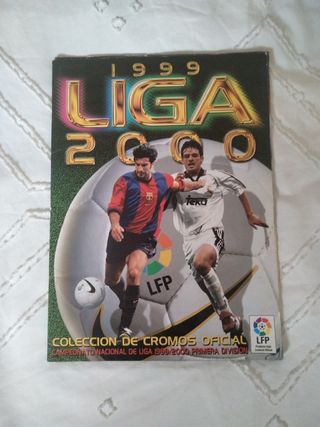 1999
LIGA
2000
Teka
LFP
COLECCION DE CROMOS OFICIAL
CAMPEONATO NACIONAL DE LIGA 1999/2000 PRIMERA DIVISION
LFP